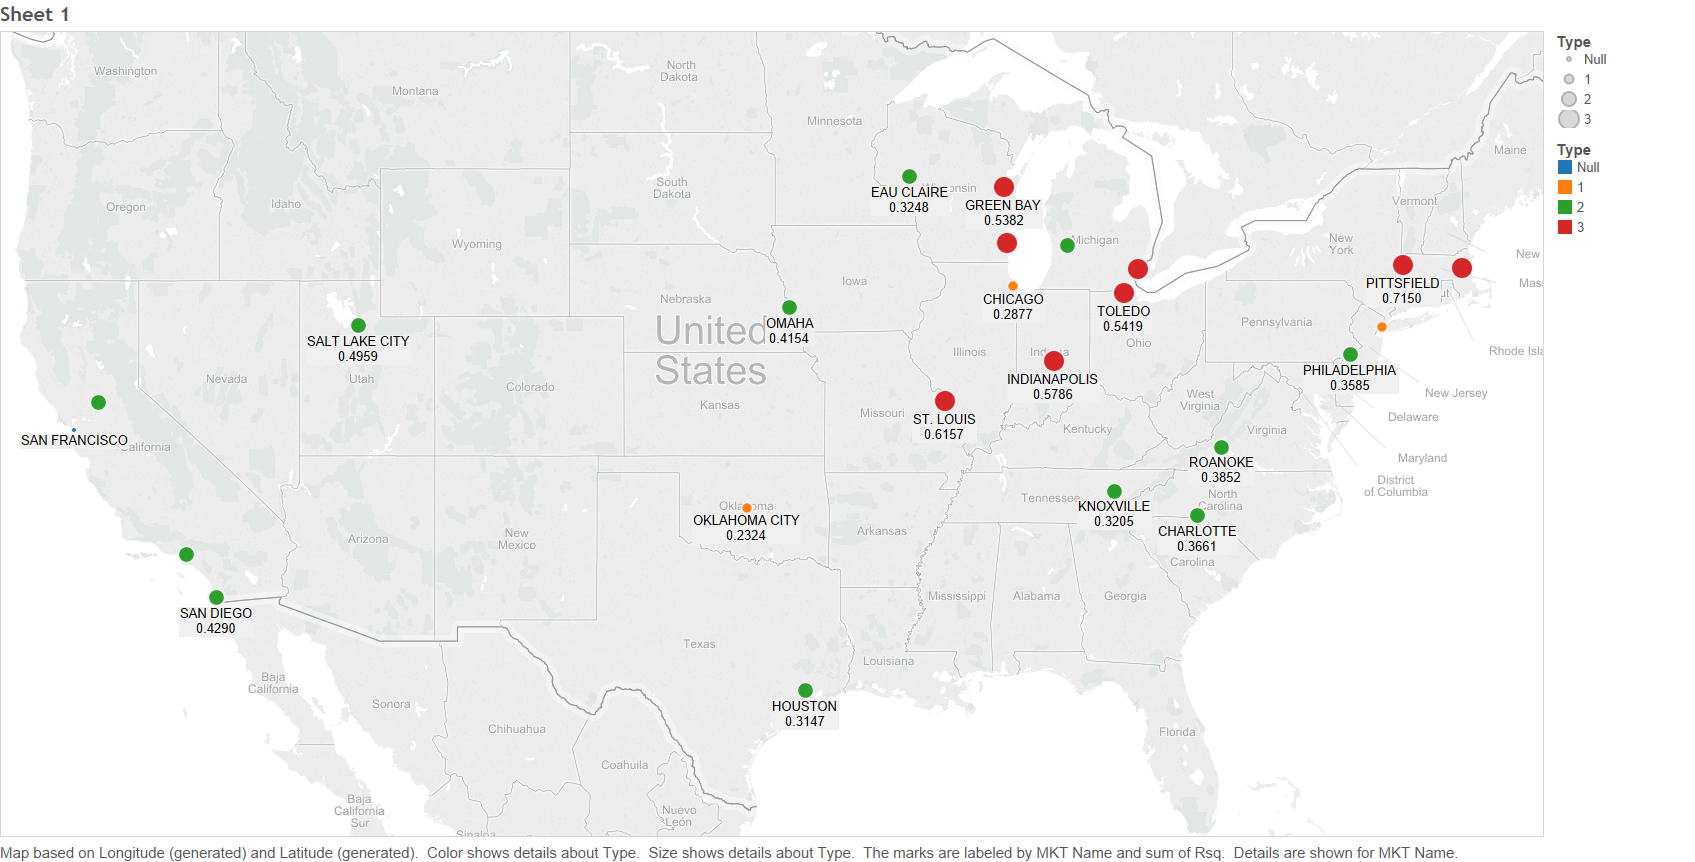 Sheet 1
Type
Null
1
2
3
Type
Null
1
2
3
Washington
Montana
North
Dakota
Minnesota
Maine
Oregon
Idaho
South
Dakota
EAU CLAIRE
0.3248
GREEN BAY
0.5382
Vermont
Wyoming
Michigan
New
York
New
Iowa
PITTSFIELD
0.7150
Nebraska
CHICAGO
0.2877
TOLEDO
0.5419
OMAHA
0.4154
United
States
SALT LAKE CITY
0.4959
Pennsylvania
Ohio
Illinois
Utah
Nevada
Colorado
Kansas
Missouri
INDIANAPOLIS
0.5786
PHILADELPHIA
0.3585
New Jersey
West
Virginia
Delaware
ST. LOUIS
0.6157
Kentucky
Virginia
SAN FRANCISCO
California
Maryland
ROANOKE
0.3852
District
of Columbia
Tennessee
KNOXVILLE
0.3205
North
Carolina
Oklahoma
OKLAHOMA CITY
0.2324
CHARLOTTE
0.3661
Carolina
Arkansas
Arizona
New
Mexico
Mississippi
Alabama
Georgia
SAN DIEGO
0.4290
Texas
Louisiana
Baja
California
Sonora
HOUSTON
0.3147
Chihuahua
Florida
Coahuila
Baja
California
Sur
Nuevo
León
Map based on Longitude (generated) and Latitude (generated).  Color shows details about Type.  Size shows details about Type.  The marks are labeled by MKT Name and sum of Rsq.  Details are shown for MKT Name.